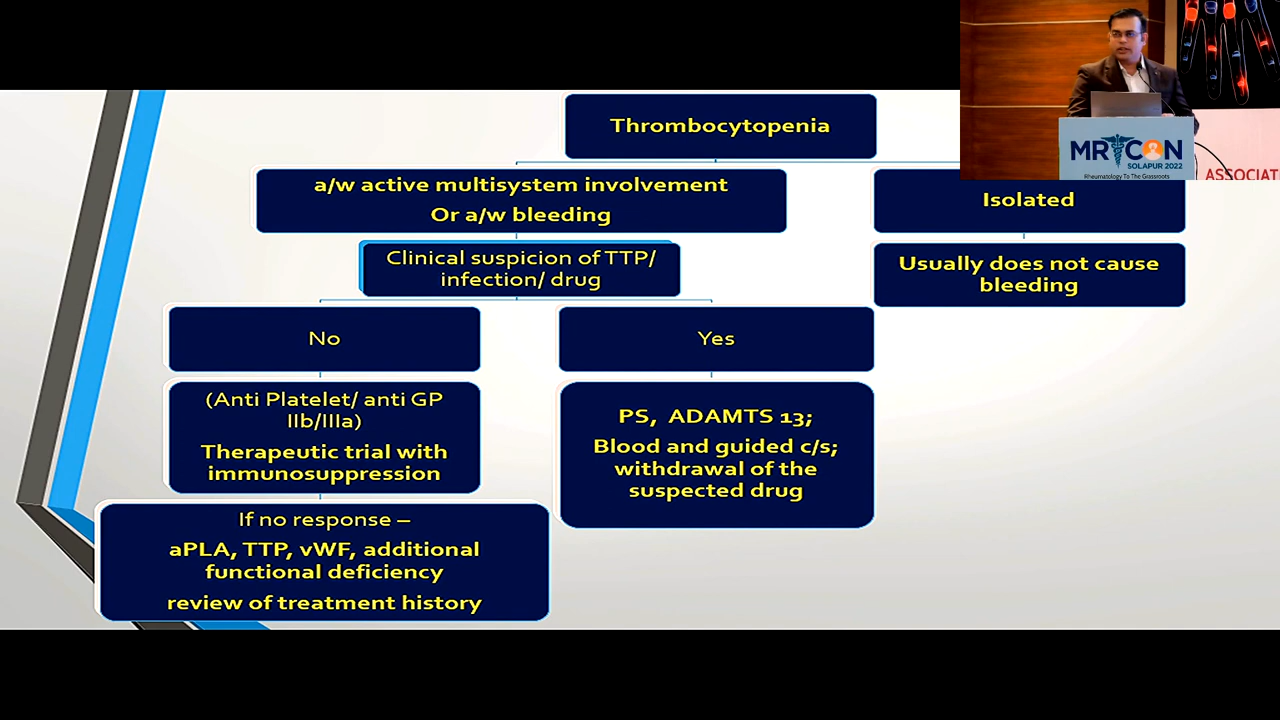 Thrombocytopenia
a/w active multisystem involvement
Or a/w bleeding
Isolated
Clinical suspicion of TTP/
infection/ drug
Usually does not cause
bleeding
No
Yes
(Anti Platelet/ anti GP
IIb/IIIa)
Therapeutic trial with
immunosuppression
PS, ADAMTS 13;
Blood and guided c/s;
withdrawal of the
suspected drug
If no response –
aPLA, TTP, vWF, additional
functional deficiency
review of treatment history
MR CON
SOLAPUR 2022
Rheumatology To The Grassroots
ASSOCIAT